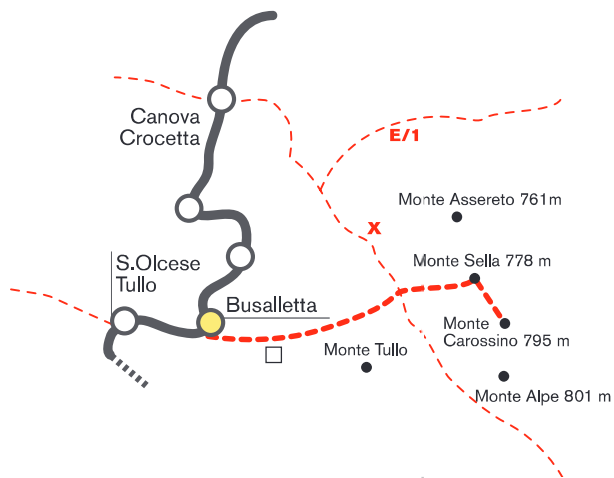 Canova
Crocetta
E/1
Monte Assereto 761m
X
S.Olcese
Tullo
Monte Sella 778 m
Busalletta
Monte
Carossino 795 m
Monte Tullo
Monte Alpe 801 m